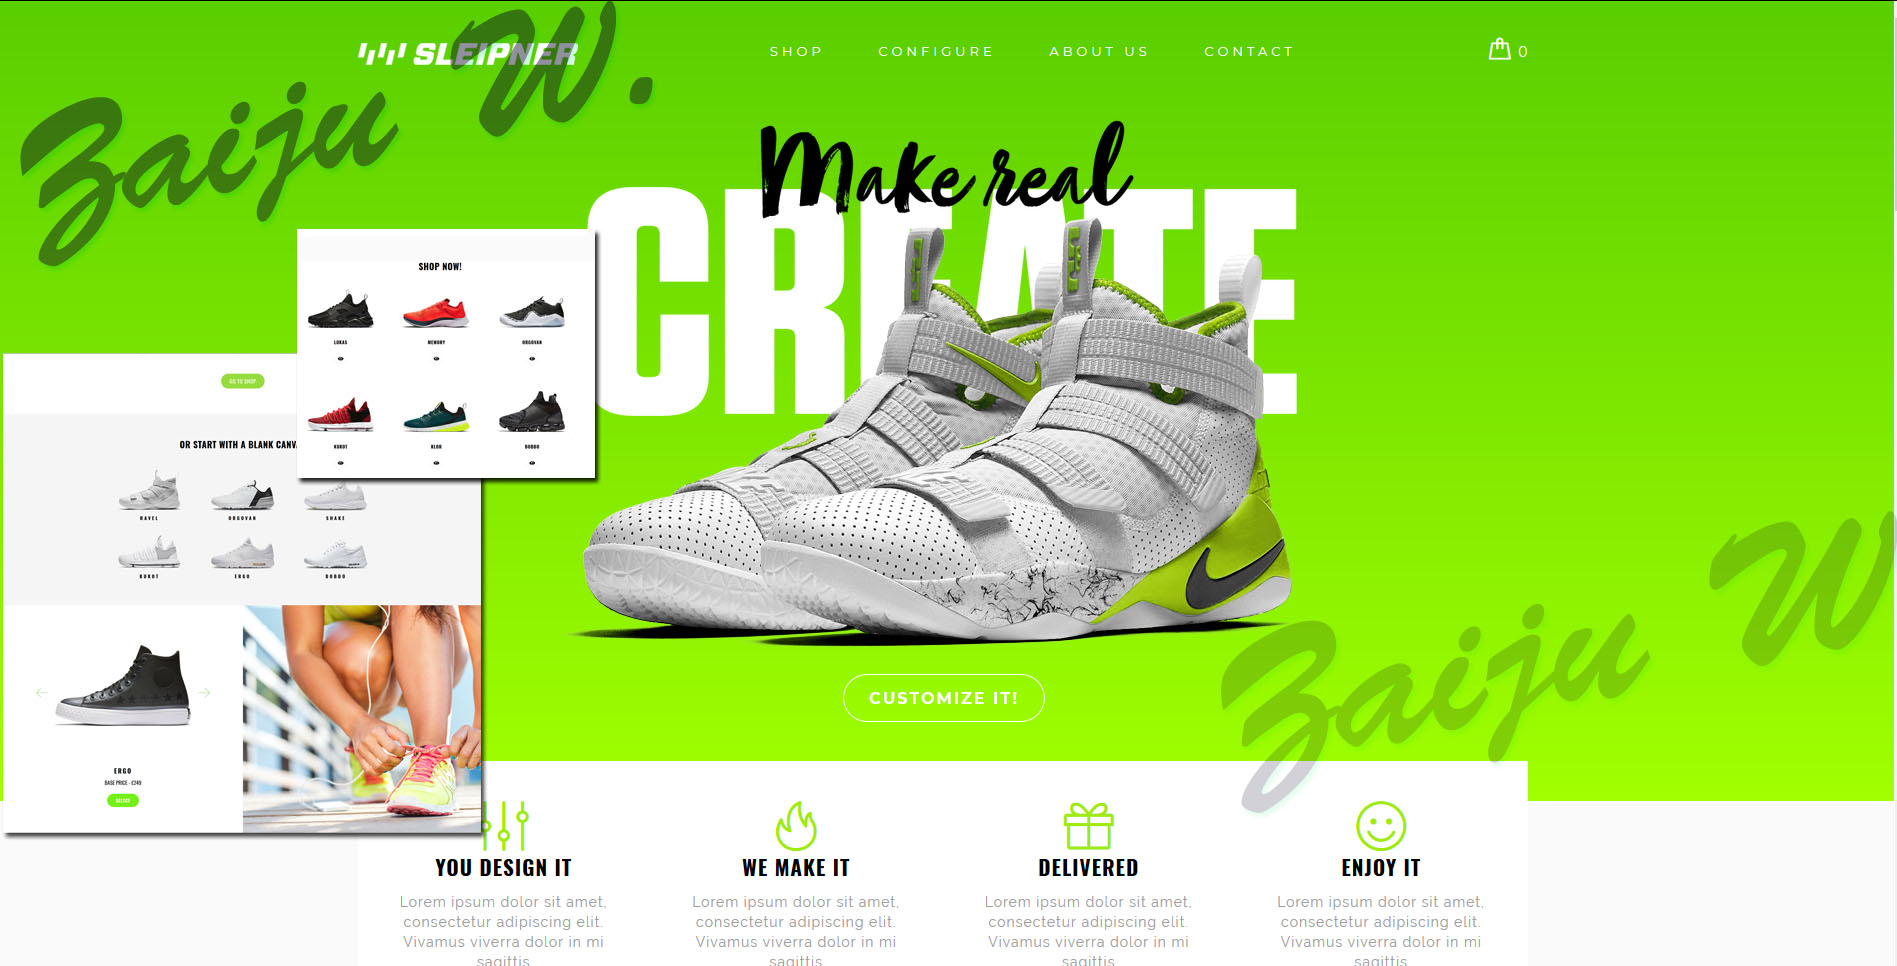 SLEIPNER
SHOP CONFIGURE ABOUT US CONTACT
0
Zaiju W.
Make real
CREATE
SHOP NOW!
LUKAS MEMORY ORGOVAN
KUKOT KLOR BOBBO
GO TO SHOP
OR START WITH A BLANK CANV
RAVEL ORGOVAN SHAKE
KUKOT ERGO BOBBO
ERGO
BASE PRICE - £249
CUSTOMIZE IT!
Zaiju W
YOU DESIGN IT WE MAKE IT DELIVERED ENJOY IT
Lorem ipsum dolor sit amet, Lorem ipsum dolor sit amet, Lorem ipsum dolor sit amet, Lorem ipsum dolor sit amet,
consectetur adipiscing elit. consectetur adipiscing elit. consectetur adipiscing elit. consectetur adipiscing elit.
Vivamus viverra dolor in mi Vivamus viverra dolor in mi Vivamus viverra dolor in mi Vivamus viverra dolor in mi
sagittis sagittis sagittis sagittis